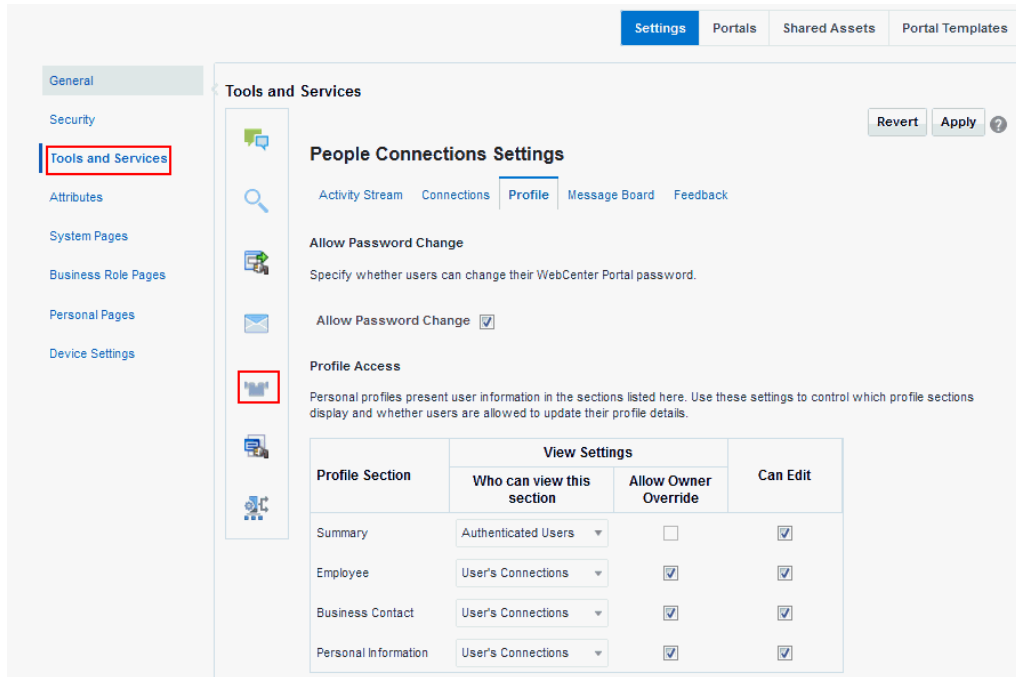 Settings
Portals
Shared Assets
Portal Templates
General
Security
Tools and Services
Attributes
System Pages
Business Role Pages
Personal Pages
Device Settings
Tools and Services
Revert
Apply
?
People Connections Settings
Activity Stream
Connections
Profile
Message Board
Feedback
Allow Password Change
Specify whether users can change their WebCenter Portal password.
Allow Password Change
Profile Access
Personal profiles present user information in the sections listed here. Use these settings to control which profile sections
display and whether users are allowed to update their profile details.
Profile Section
View Settings
Who can view this
section
Allow Owner
Override
Can Edit
Summary
Authenticated Users
Employee
User's Connections
Business Contact
User's Connections
Personal Information
User's Connections